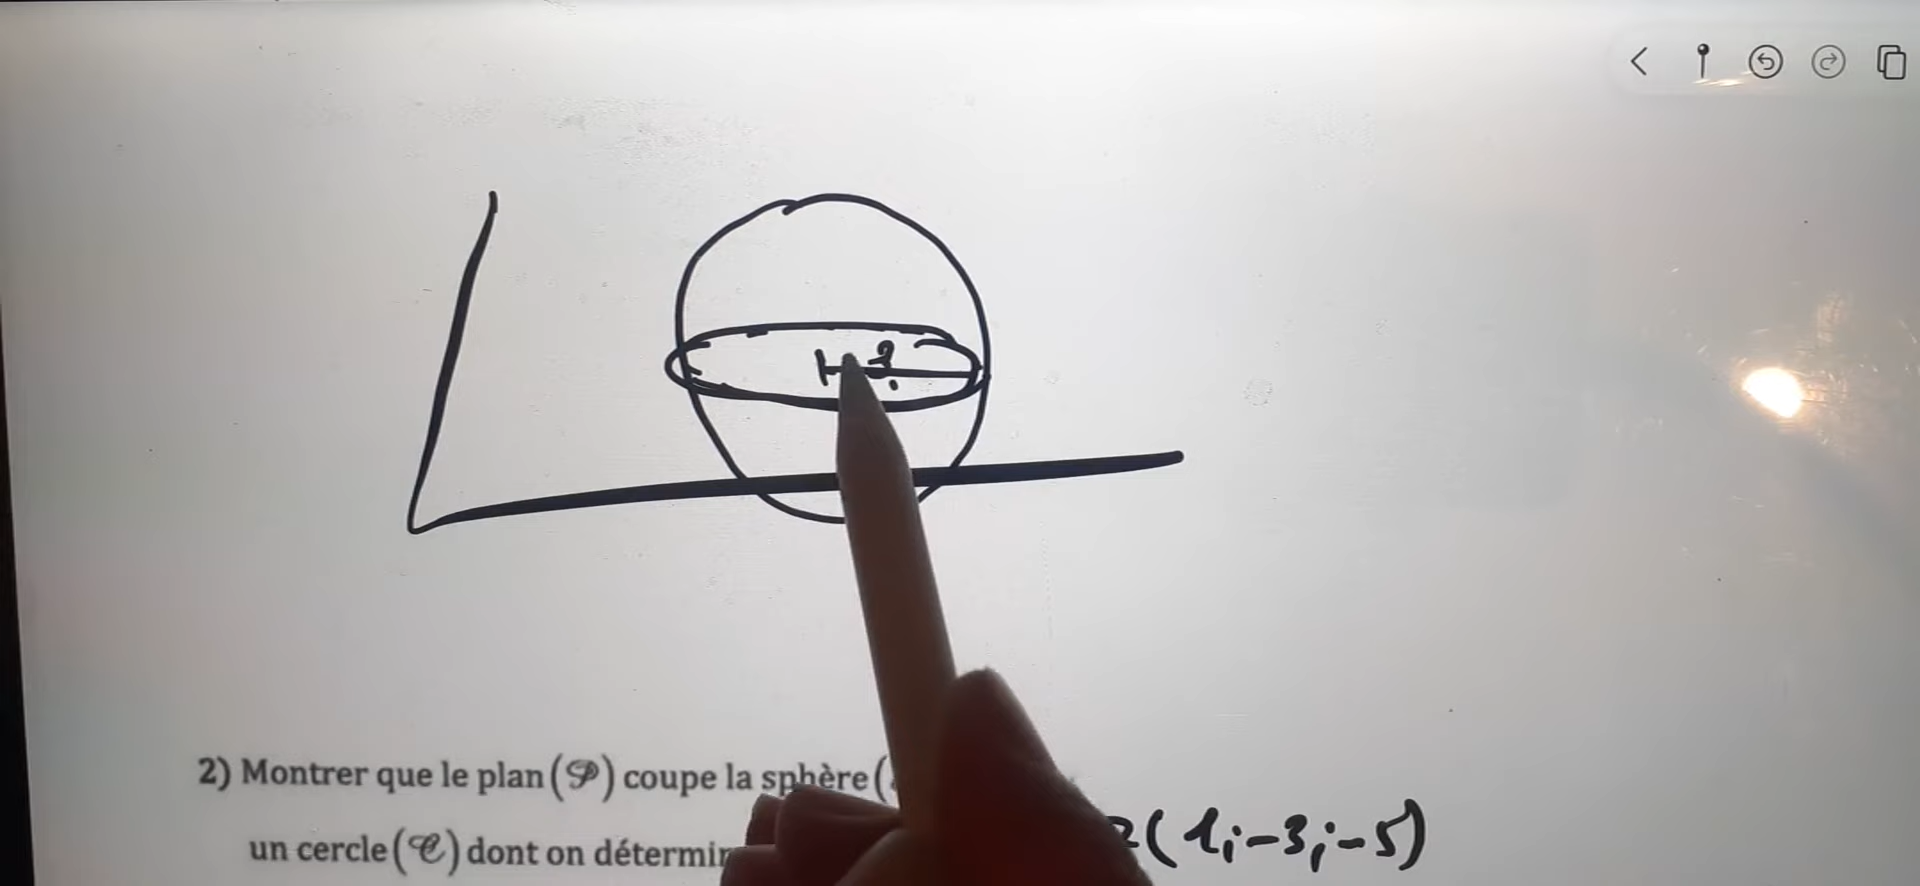 H ?
2) Montrer que le plan (𝒫) coupe la sphère (
un cercle (𝒞) dont on détermin
(1;-3;-5)